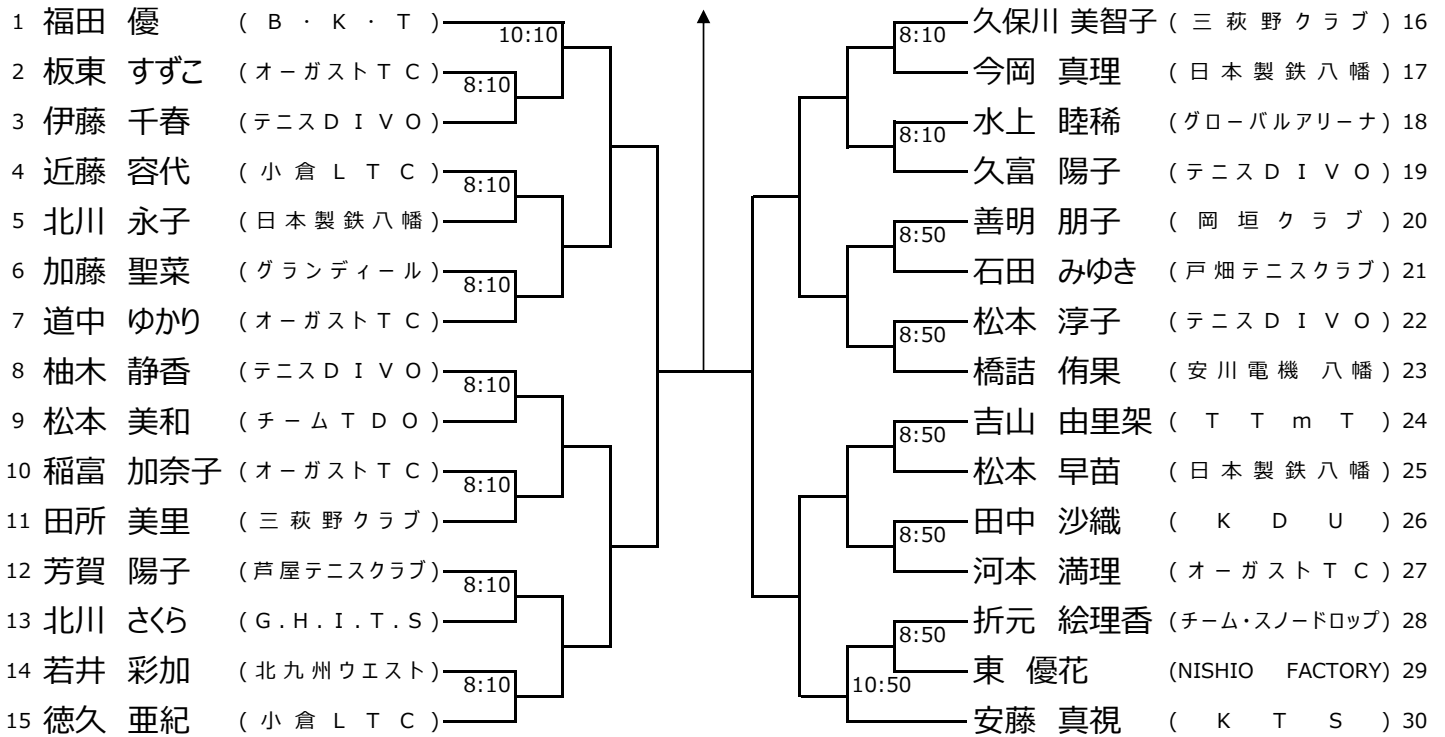 1 福田 優 (B・K・T)
10:10
2 板東 すずこ (オーガストTC)
8:10
3 伊藤 千春 (テニスDIVO)
4 近藤 容代 (小倉LTC)
8:10
5 北川 永子 (日本製鉄八幡)
6 加藤 聖菜 (グランディール)
8:10
7 道中 ゆかり (オーガストTC)
8 柚木 静香 (テニスDIVO)
8:10
9 松本 美和 (チームTDO)
10 稲富 加奈子 (オーガストTC)
8:10
11 田所 美里 (三萩野クラブ)
12 芳賀 陽子 (芦屋テニスクラブ)
8:10
13 北川 さくら (G.H.I.T.S)
14 若井 彩加 (北九州ウエスト)
8:10
15 徳久 亜紀 (小倉LTC)
久保川 美智子 (三萩野クラブ) 16
8:10
今岡 真理 (日本製鉄八幡) 17
水上 睦稀 (グローバルアリーナ) 18
8:10
久富 陽子 (テニスDIVO) 19
善明 朋子 (岡垣クラブ) 20
8:50
石田 みゆき (戸畑テニスクラブ) 21
松本 淳子 (テニスDIVO) 22
8:50
橋詰 侑果 (安川電機 八幡) 23
吉山 由里架 (TTmT) 24
8:50
松本 早苗 (日本製鉄八幡) 25
田中 沙織 (KDU) 26
8:50
河本 満理 (オーガストTC) 27
折元 絵理香 (チーム・スノードロップ) 28
8:50
東 優花 (NISHIO FACTORY) 29
10:50
安藤 真視 (KTS) 30